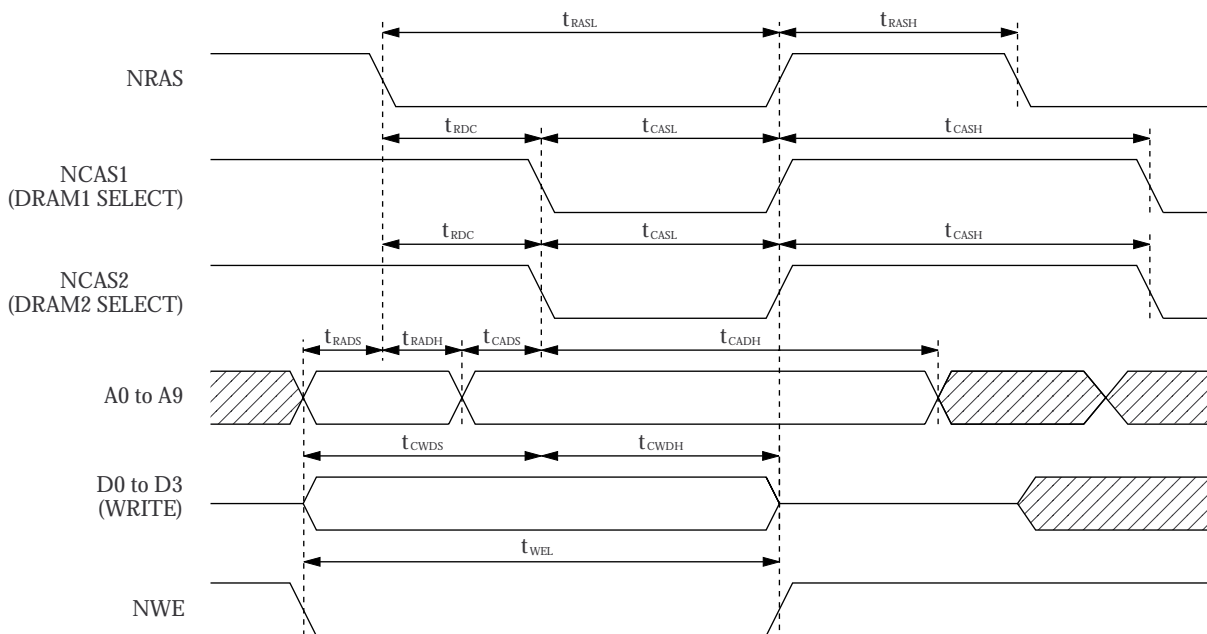 tRASL tRASH
NRAS
tRDC tCASL tCASH
NCAS1
(DRAM1 SELECT)
tRDC tCASL tCASH
NCAS2
(DRAM2 SELECT)
tRADS tRADH tCADS tCADH
A0 to A9
tCWDS tCWDH
D0 to D3
(WRITE)
tWEL
NWE